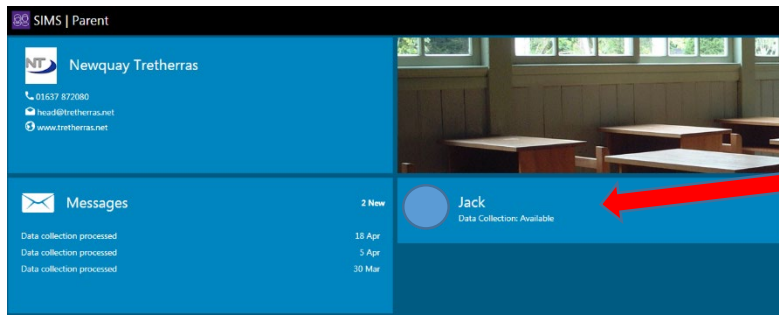 SIMS | Parent
NT
Newquay Tretherras
01637 872080
head@tretherras.net
www.tretherras.net
Messages
2 New
Data collection processed
18 Apr
Data collection processed
5 Apr
Data collection processed
30 Mar
Jack
Data Collection: Available